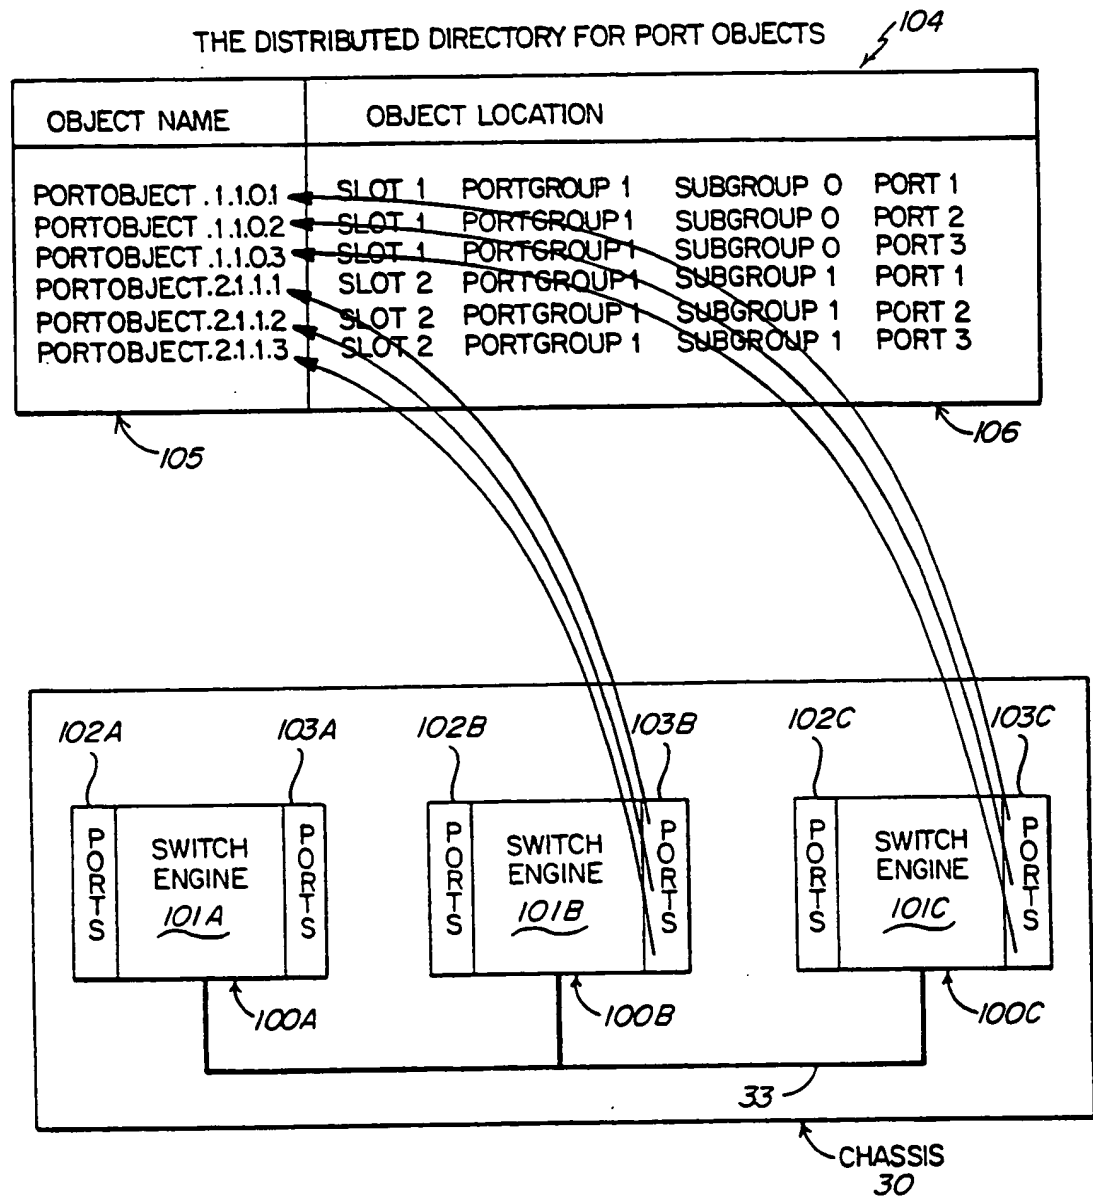 THE DISTRIBUTED DIRECTORY FOR PORT OBJECTS
104
OBJECT NAME OBJECT LOCATION
PORTOBJECT .1.1.0.1 SLOT 1 PORTGROUP 1 SUBGROUP 0 PORT 1
PORTOBJECT .1.1.0.2 SLOT 1 PORTGROUP 1 SUBGROUP 0 PORT 2
PORTOBJECT .1.1.0.3 SLOT 1 PORTGROUP 1 SUBGROUP 0 PORT 3
PORTOBJECT.2.1.1.1 SLOT 2 PORTGROUP 1 SUBGROUP 1 PORT 1
PORTOBJECT.2.1.1.2 SLOT 2 PORTGROUP 1 SUBGROUP 1 PORT 2
PORTOBJECT.2.1.1.3 SLOT 2 PORTGROUP 1 SUBGROUP 1 PORT 3
105 106
102A 103A 102B 103B 102C 103C
PORTS
SWITCH
ENGINE
101A
PORTS
PORTS
SWITCH
ENGINE
101B
PORTS
PORTS
SWITCH
ENGINE
101C
PORTS
100A 100B 100C
33
CHASSIS
30